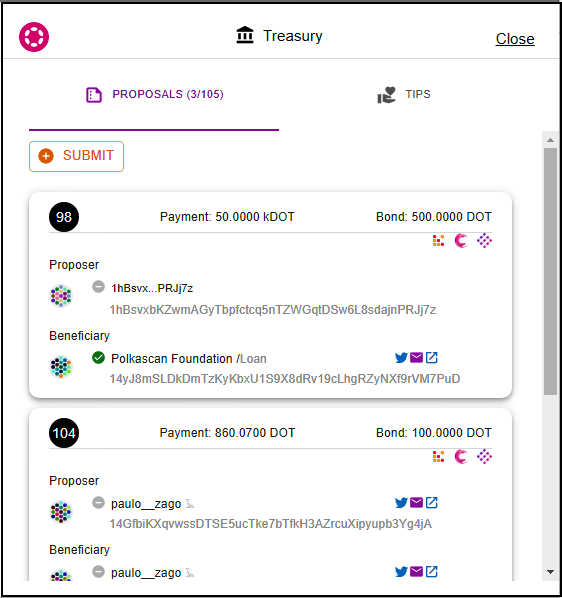 Treasury
Close
PROPOSALS (3/105)
TIPS
SUBMIT
98 Payment: 50.0000 kDOT Bond: 500.0000 DOT
Proposer
1hBsvx...PRJj7z
1hBsvxbKZwmAGyTbpfctcq5nTZWGqtDSw6L8sdajnPRJj7z
Beneficiary
Polkascan Foundation /Loan
14yJ8mSLDkDmTzKyKbxU1S9X8dRv19cLhgRZyNXf9rVM7PuD
104 Payment: 860.0700 DOT Bond: 100.0000 DOT
Proposer
paulo__zago
14GfbiKXqvwssDTSE5ucTke7bTfkH3AZrcuXipyupb3Yg4jA
Beneficiary
paulo__zago